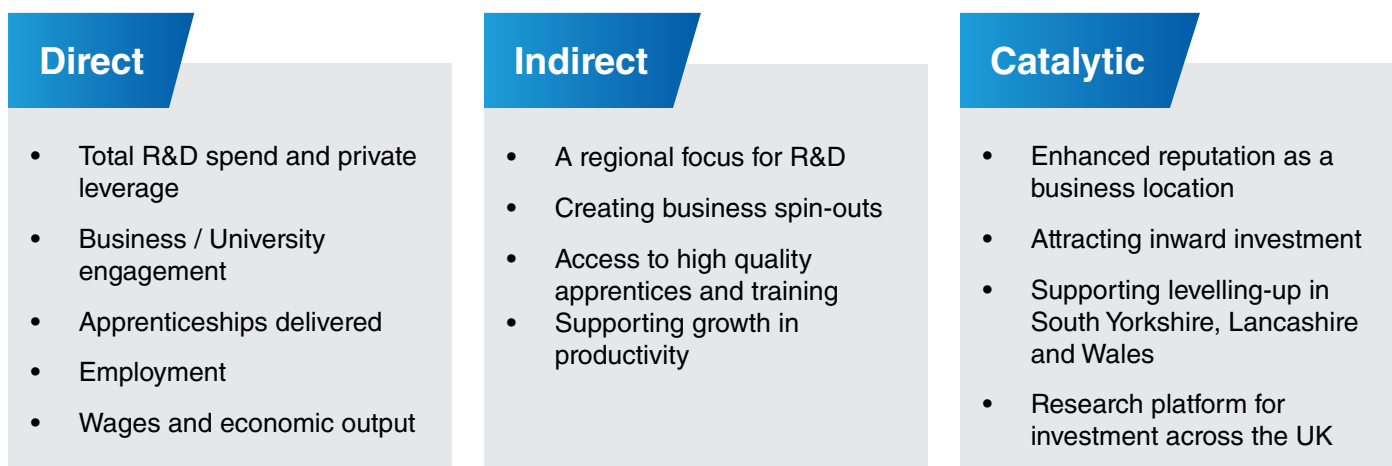 Direct
• Total R&D spend and private
leverage
• Business / University
engagement
• Apprenticeships delivered
• Employment
• Wages and economic output
Indirect
• A regional focus for R&D
• Creating business spin-outs
• Access to high quality
apprentices and training
• Supporting growth in
productivity
Catalytic
• Enhanced reputation as a
business location
• Attracting inward investment
• Supporting levelling-up in
South Yorkshire, Lancashire
and Wales
• Research platform for
investment across the UK